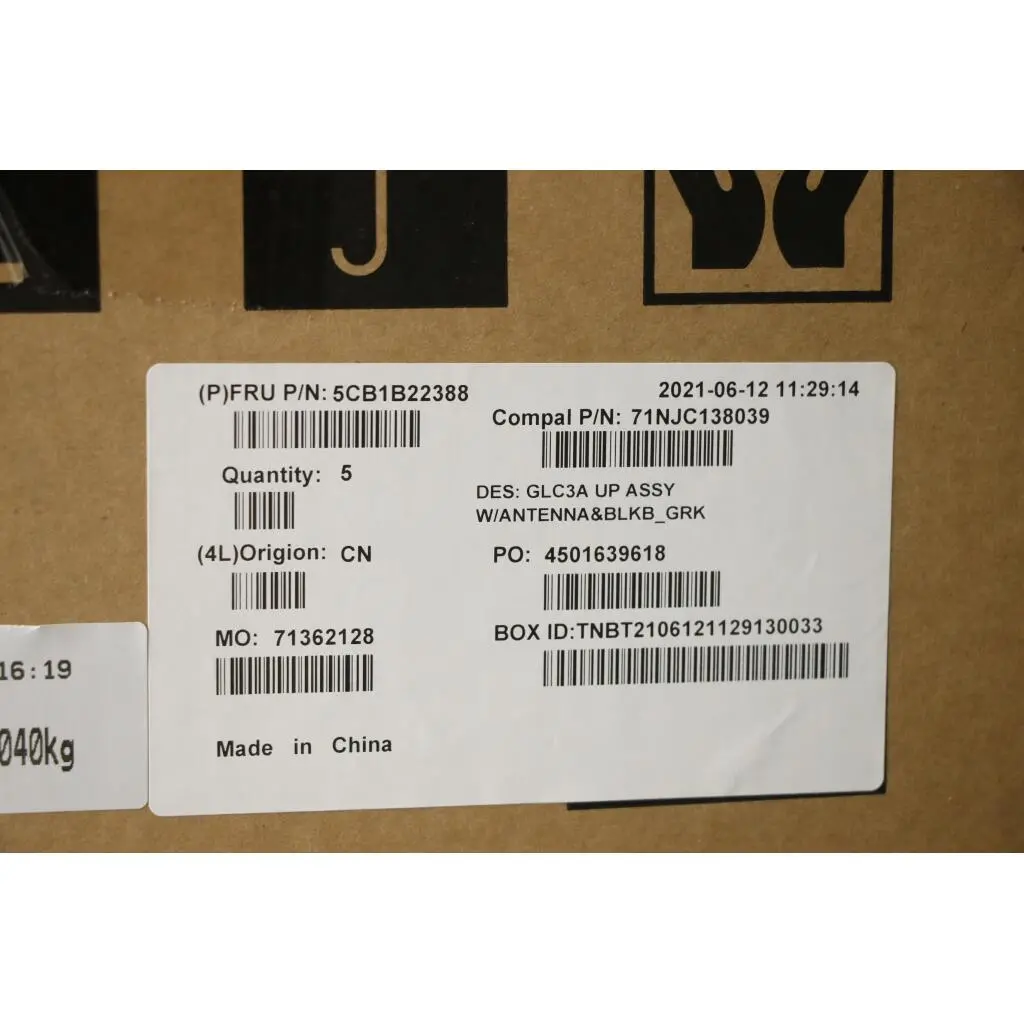 (P)FRU P/N: 5CB1B22388
2021-06-12 11:29:14
Compal P/N: 71NJC138039
Quantity: 5
DES: GLC3A UP ASSY
W/ANTENNA&BLKB_GRK
(4L)Origion: CN
PO: 4501639618
MO: 71362128
BOX ID:TNBT2106121129130033
Made in China
16:19
040kg